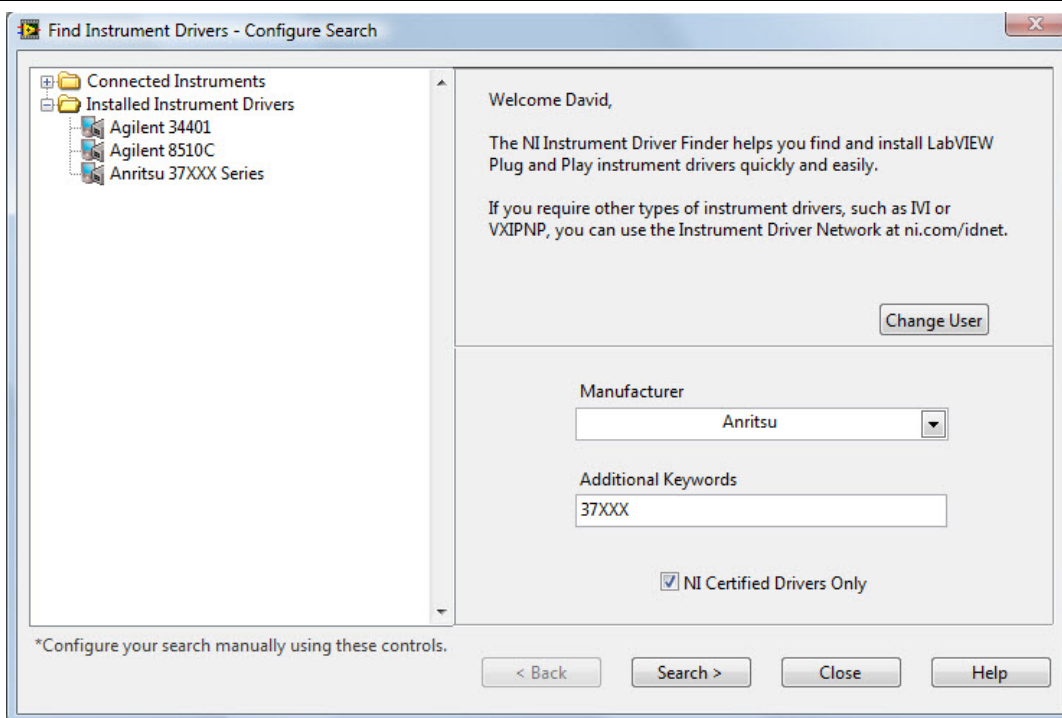 Find Instrument Drivers - Configure Search
Connected Instruments
Installed Instrument Drivers
Agilent 34401
Agilent 8510C
Anritsu 37XXX Series
Welcome David,
The NI Instrument Driver Finder helps you find and install LabVIEW
Plug and Play instrument drivers quickly and easily.
If you require other types of instrument drivers, such as IVI or
VXIPNP, you can use the Instrument Driver Network at ni.com/idnet.
Change User
Manufacturer
Anritsu
Additional Keywords
37XXX
NI Certified Drivers Only
*Configure your search manually using these controls.
< Back
Search >
Close
Help